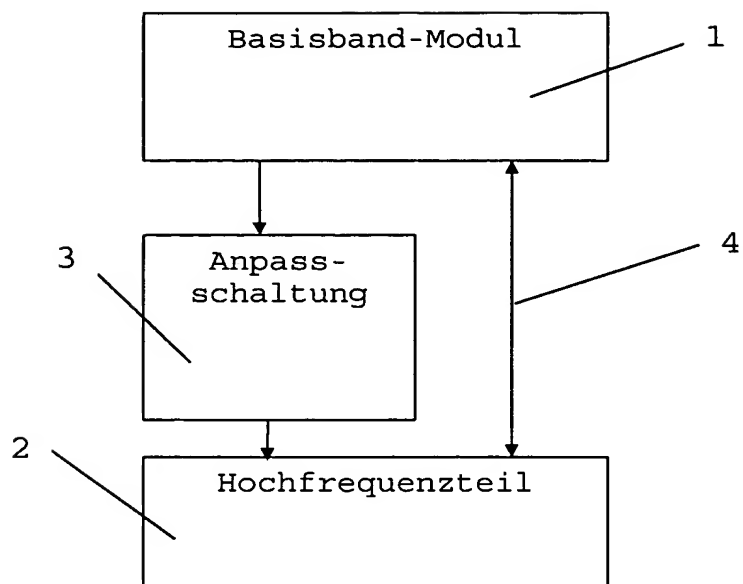 Basisband-Modul
1
3
Anpass-
schaltung
4
2
Hochfrequenzteil